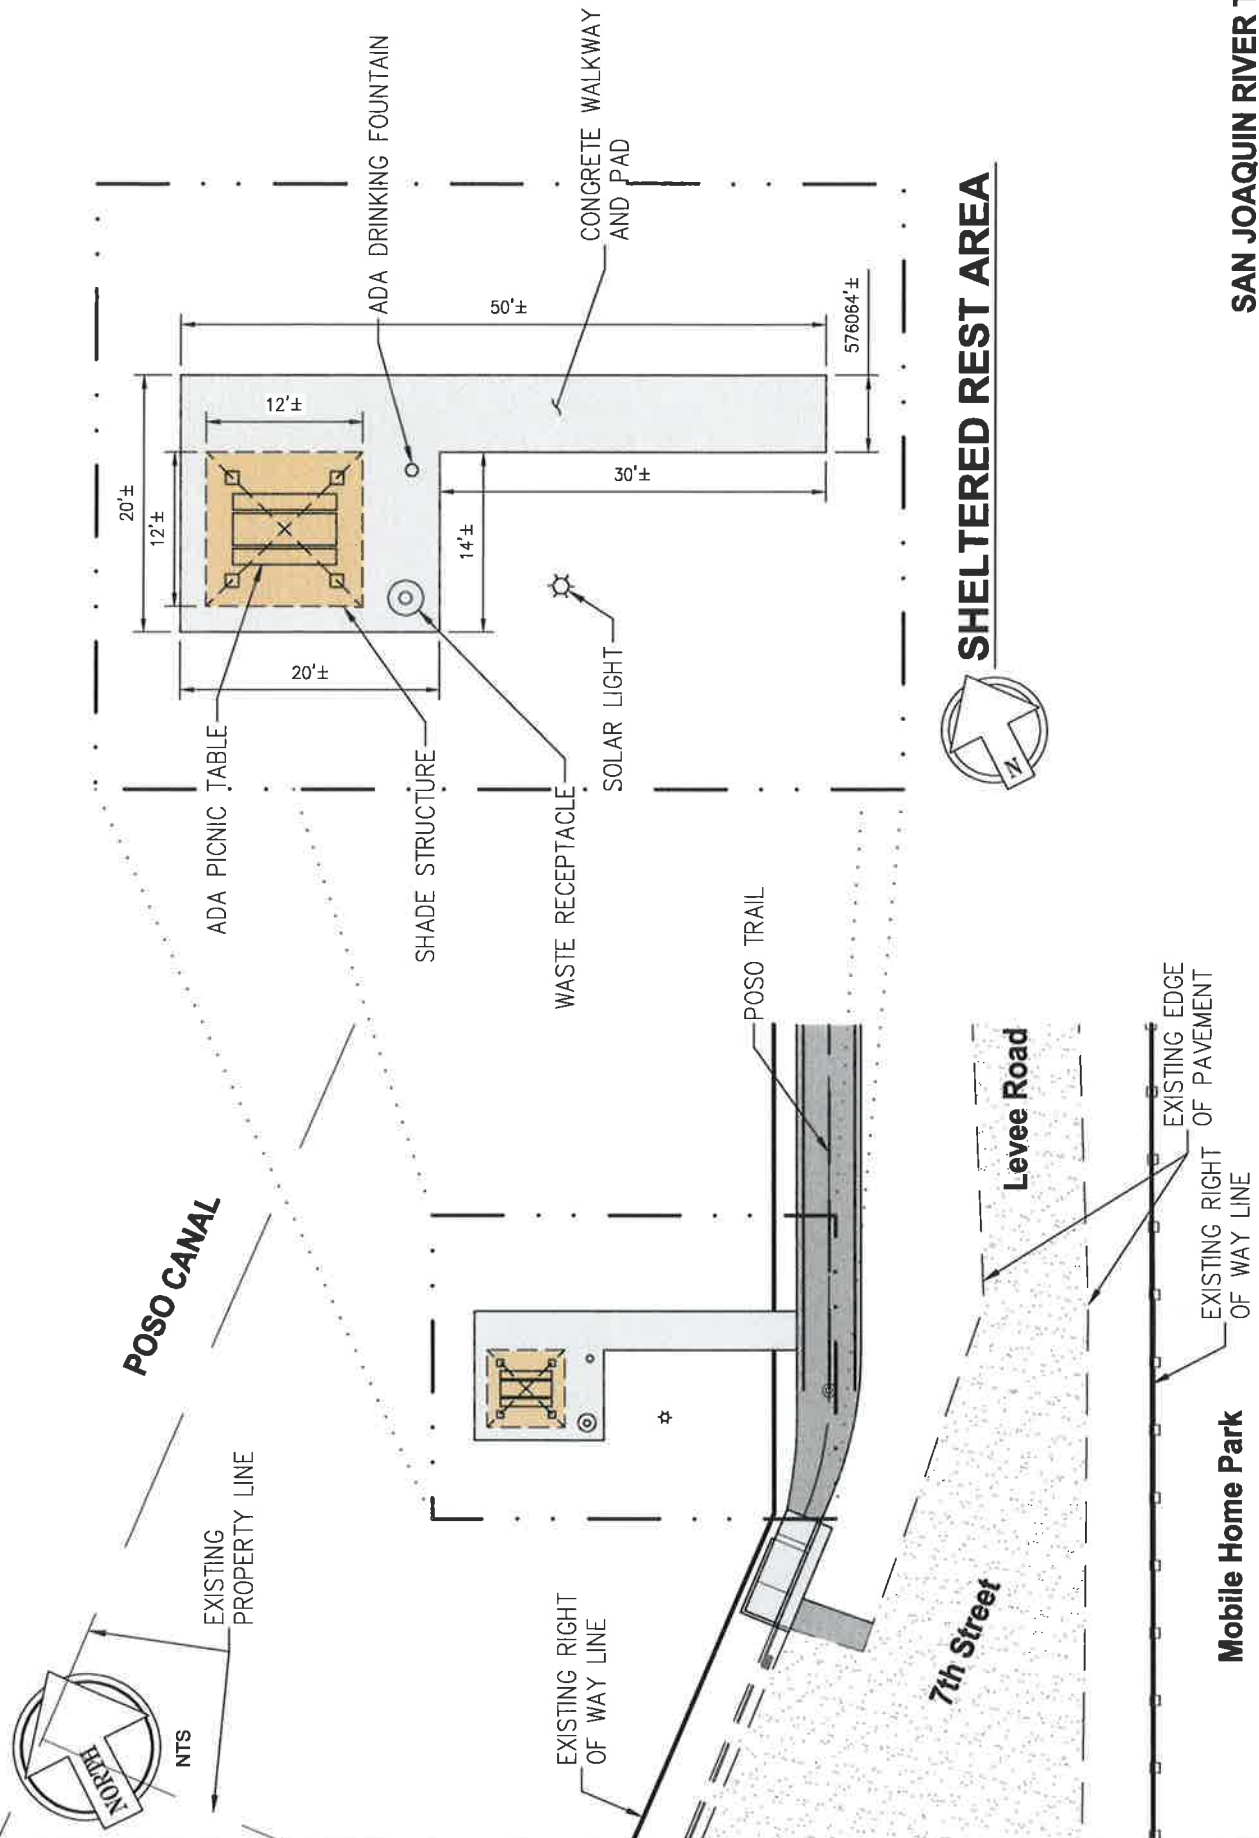 POSO CANAL
NORTH
NTS
EXISTING
PROPERTY LINE
EXISTING RIGHT
OF WAY LINE
7th Street
Mobile Home Park
EXISTING RIGHT
OF WAY LINE
EXISTING EDGE
OF PAVEMENT
Levee Road
POSO TRAIL
ADA PICNIC TABLE
SHADE STRUCTURE
WASTE RECEPTACLE
SOLAR LIGHT
20'±
12'±
12'±
20'±
14'±
30'±
50'±
576064'±
ADA DRINKING FOUNTAIN
CONCRETE WALKWAY
AND PAD
N
SHELTERED REST AREA
SAN JOAQUIN RIVER